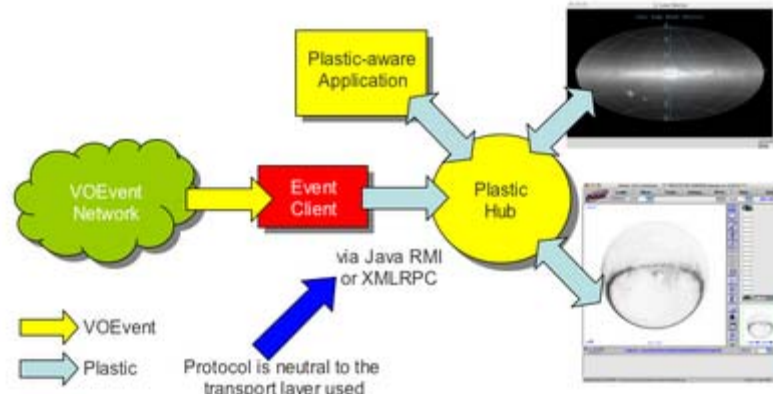 Plastic-aware
Application
VOEvent
Network
Event
Client
Plastic
Hub
via Java RMI
or XMLRPC
VOEvent
Plastic
Protocol is neutral to the
transport layer used